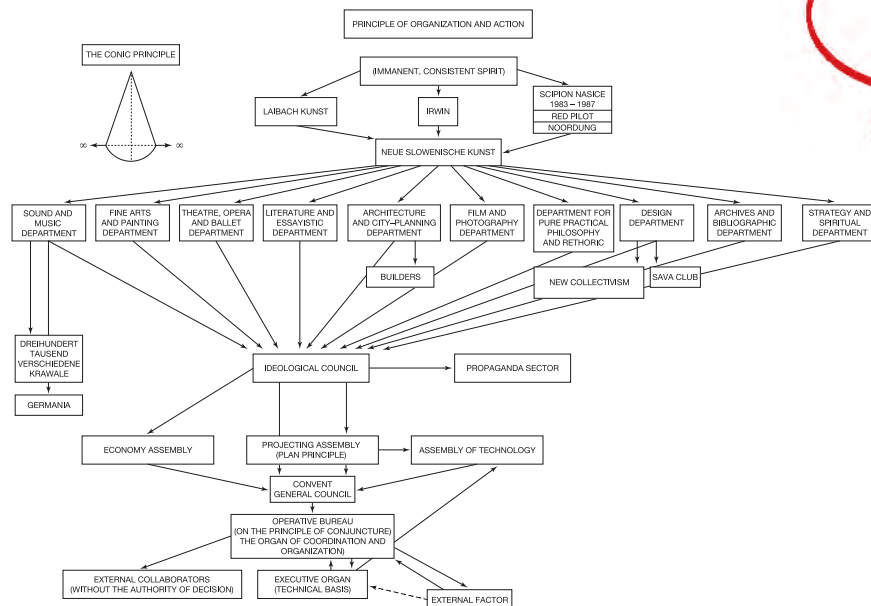 PRINCIPLE OF ORGANIZATION AND ACTION
THE CONIC PRINCIPLE
∞
∞
(IMMANENT, CONSISTENT SPIRIT)
LAIBACH KUNST
IRWIN
SCIPION NASICE
1983 – 1987
RED PILOT
NOORDUNG
NEUE SLOWENISCHE KUNST
SOUND AND
MUSIC
DEPARTMENT
FINE ARTS
AND PAINTING
DEPARTMENT
THEATRE, OPERA
AND BALLET
DEPARTMENT
LITERATURE AND
ESSAYISTIC
DEPARTMENT
ARCHITECTURE
AND CITY–PLANNING
DEPARTMENT
FILM AND
PHOTOGRAPHY
DEPARTMENT
DEPARTMENT FOR
PURE PRACTICAL
PHILOSOPHY
AND RETHORIC
DESIGN
DEPARTMENT
ARCHIVES AND
BIBLIOGRAPHIC
DEPARTMENT
STRATEGY AND
SPIRITUAL
DEPARTMENT
BUILDERS
NEW COLLECTIVISM
SAVA CLUB
DREIHUNDERT
TAUSEND
VERSCHIEDENE
KRAWALE
GERMANIA
IDEOLOGICAL COUNCIL
PROPAGANDA SECTOR
ECONOMY ASSEMBLY
PROJECTING ASSEMBLY
(PLAN PRINCIPLE)
ASSEMBLY OF TECHNOLOGY
CONVENT
GENERAL COUNCIL
OPERATIVE BUREAU
(ON THE PRINCIPLE OF CONJUNCTURE)
THE ORGAN OF COORDINATION AND
ORGANIZATION)
EXTERNAL COLLABORATORS
(WITHOUT THE AUTHORITY OF DECISION)
EXECUTIVE ORGAN
(TECHNICAL BASIS)
EXTERNAL FACTOR